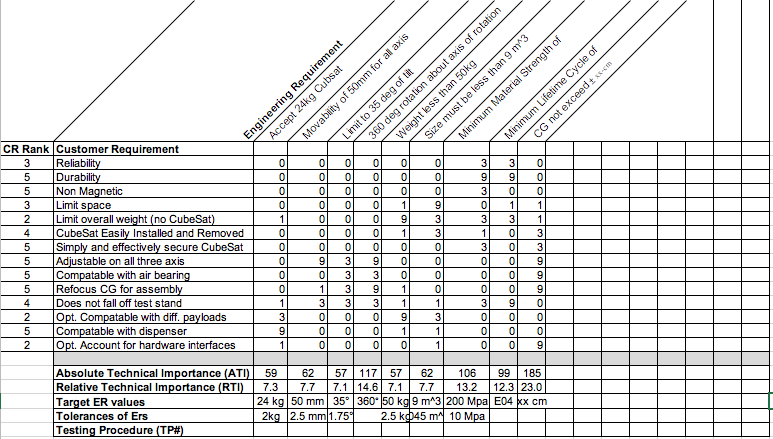 Engineering Requirement
Accept 24kg Cubsat
Movability of 50mm for all axis
Limit to 35 deg of tilt
360 deg rotation about axis of rotation
Weight less than 50kg
Size must be less than 9 m^3
Minimum Material Strength of
Minimum Lifetime Cycle of
CG not exceed ± xx-cm
CR Rank Customer Requirement
3 Reliability 0 0 0 0 0 0 3 3 0
5 Durability 0 0 0 0 0 0 9 9 0
5 Non Magnetic 0 0 0 0 0 0 3 0 0
3 Limit space 0 0 0 0 1 9 0 1 1
2 Limit overall weight (no CubeSat) 1 0 0 0 9 3 3 3 1
4 CubeSat Easily Installed and Removed 0 0 0 0 1 3 1 0 3
5 Simply and effectively secure CubeSat 0 0 0 0 0 0 3 0 3
5 Adjustable on all three axis 0 9 3 9 0 0 0 0 9
5 Compatable with air bearing 0 0 3 3 0 0 0 0 9
5 Refocus CG for assembly 0 1 3 9 1 0 0 0 9
4 Does not fall off test stand 1 3 3 3 1 1 3 9 0
2 Opt. Compatable with diff. payloads 3 0 0 0 9 3 0 0 0
5 Compatable with dispenser 9 0 0 0 1 1 0 0 0
2 Opt. Account for hardware interfaces 1 0 0 0 0 1 0 0 9
Absolute Technical Importance (ATI) 59 62 57 117 57 62 106 99 185
Relative Technical Importance (RTI) 7.3 7.7 7.1 14.6 7.1 7.7 13.2 12.3 23.0
Target ER values 24 kg 50 mm 35° 360° 50 kg 9 m^3 200 Mpa E04 xx cm
Tolerances of Ers 2kg 2.5 mm 1.75° 2.5 kg 045 m^ 10 Mpa
Testing Procedure (TP#)